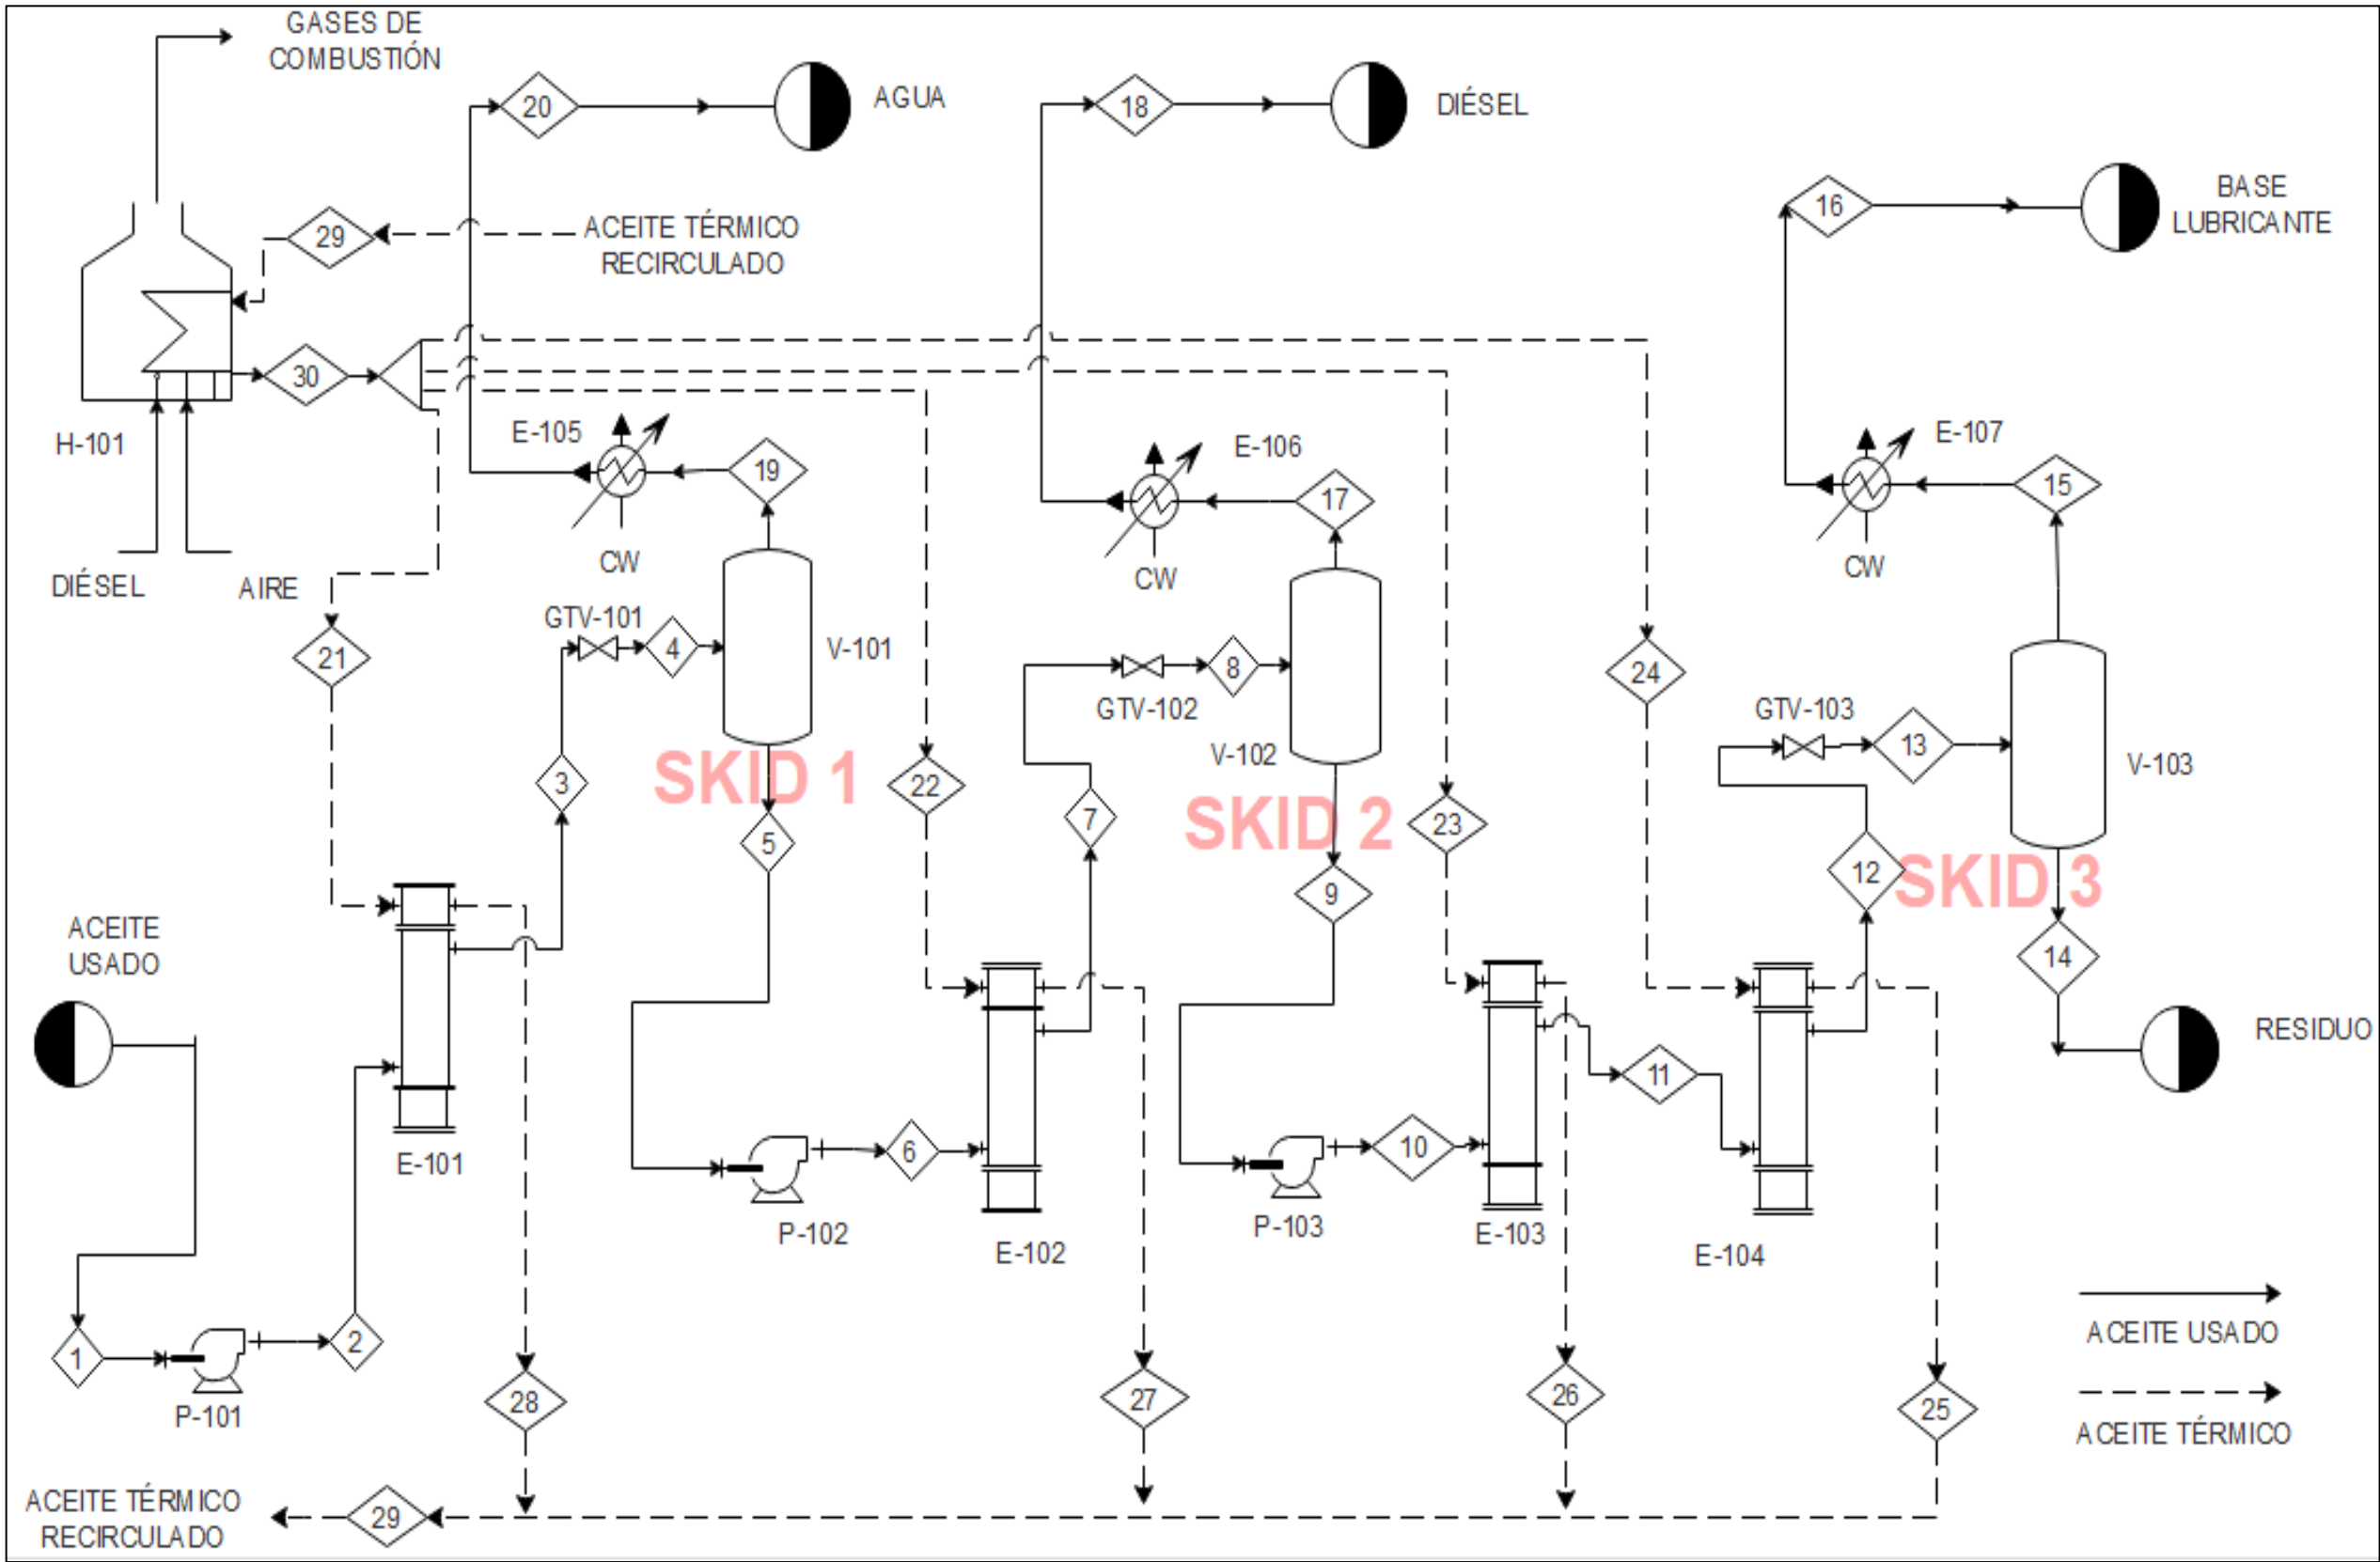 GASES DE
COMBUSTIÓN
20
AGUA
18
DIÉSEL
16
BASE
LUBRICANTE
29
ACEITE TÉRMICO
RECIRCULADO
30
H-101
E-105
19
E-106
17
E-107
15
CW
CW
CW
DIÉSEL
AIRE
21
GTV-101
4
V-101
8
GTV-102
V-102
24
GTV-103
13
V-103
3
SKID 1
22
7
SKID 2
23
5
9
12
SKID 3
14
ACEITE
USADO
RESIDUO
11
E-101
6
10
P-102
E-102
P-103
E-103
E-104
1
2
P-101
28
27
26
25
ACEITE USADO
ACEITE TÉRMICO
ACEITE TÉRMICO
RECIRCULADO
29